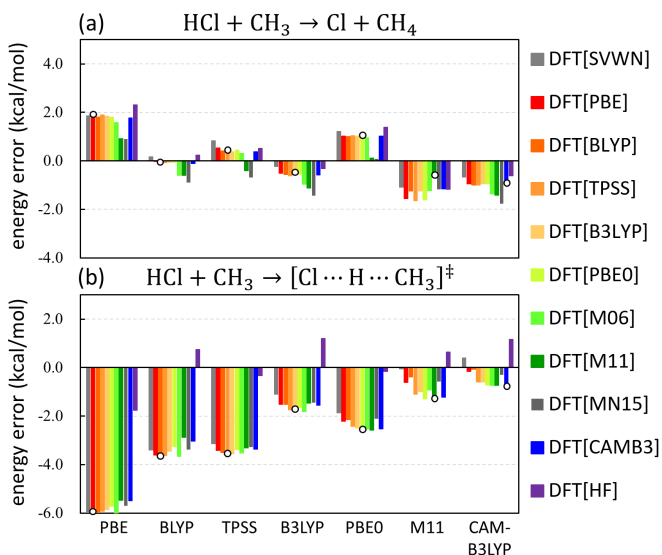 (a) HCl + CH₃ → Cl + CH₄
energy error (kcal/mol)
4.0
2.0
0.0
-2.0
-4.0
(b) HCl + CH₃ → [Cl ⋯ H ⋯ CH₃]‡
energy error (kcal/mol)
2.0
0.0
-2.0
-4.0
-6.0
PBE BLYP TPSS B3LYP PBE0 M11 CAM-
B3LYP
DFT[SVWN]
DFT[PBE]
DFT[BLYP]
DFT[TPSS]
DFT[B3LYP]
DFT[PBE0]
DFT[M06]
DFT[M11]
DFT[MN15]
DFT[CAMB3]
DFT[HF]